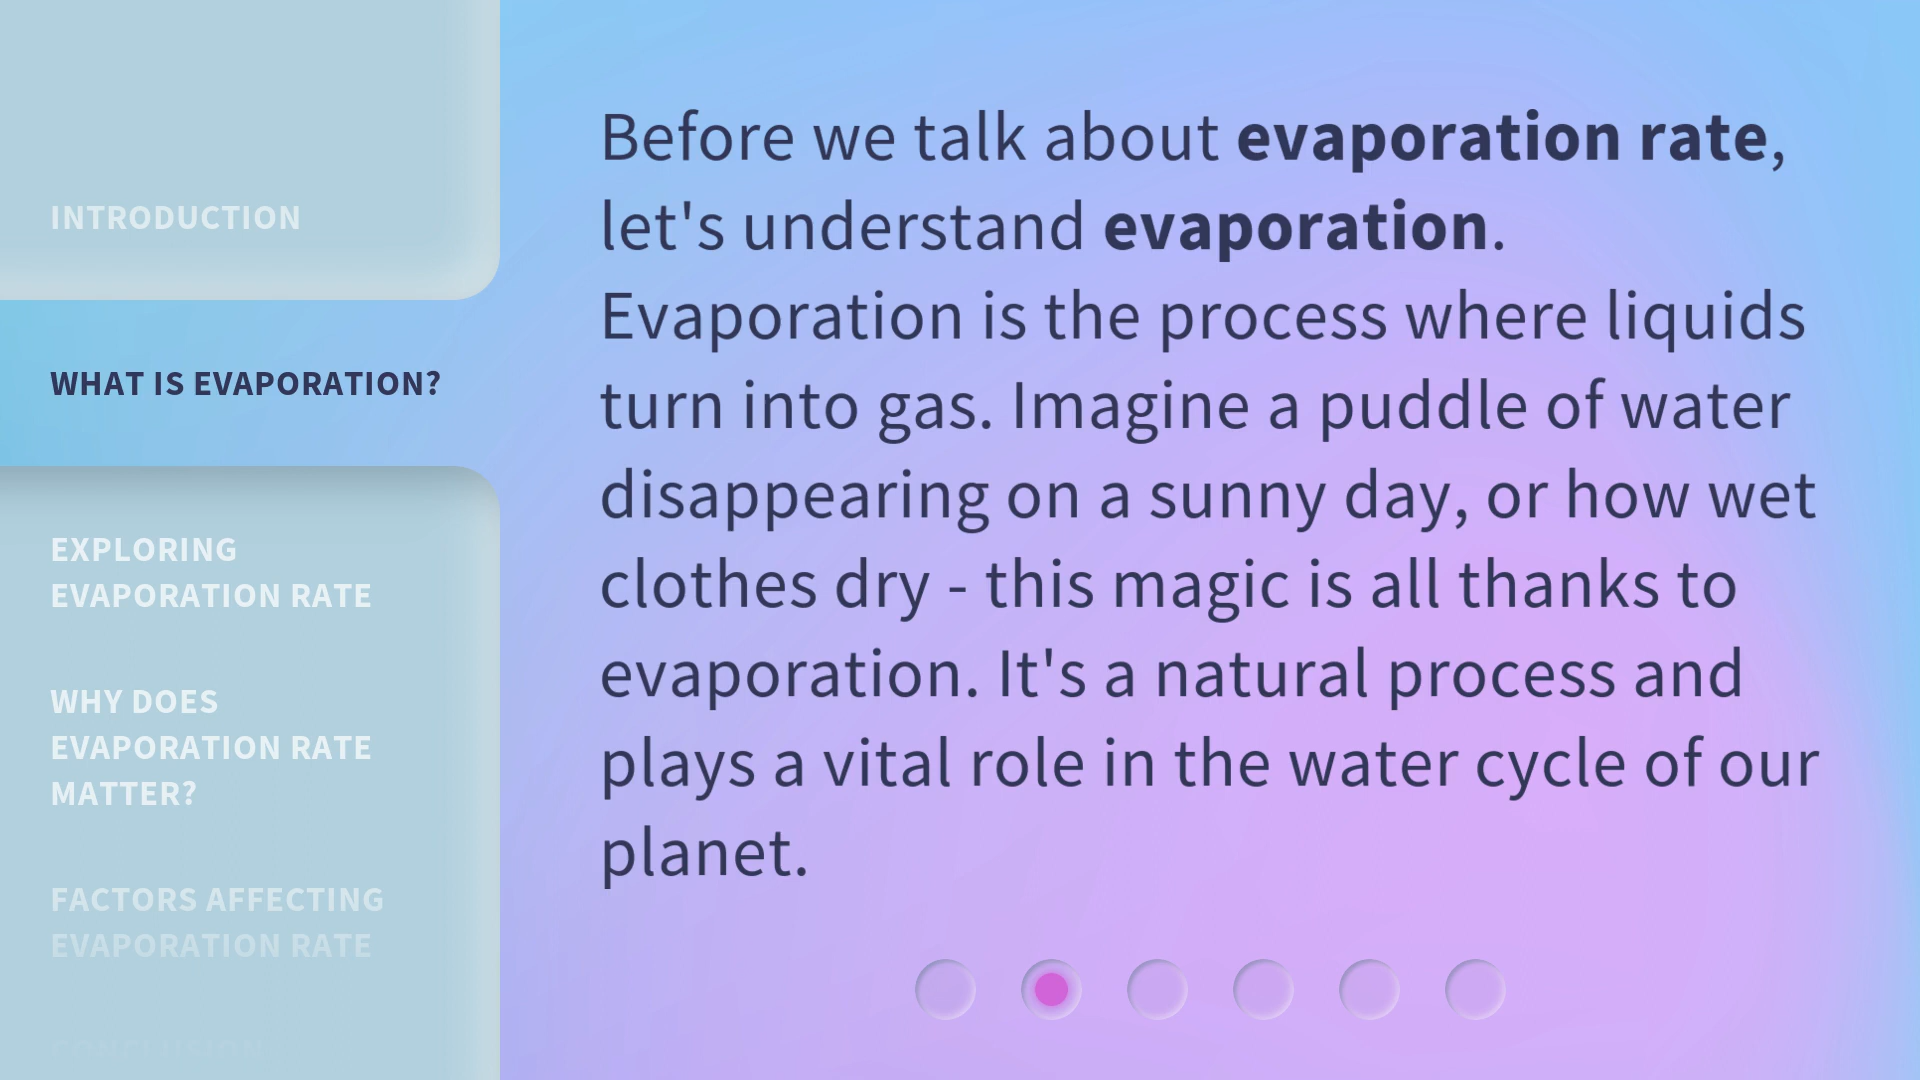 INTRODUCTION
WHAT IS EVAPORATION?
EXPLORING
EVAPORATION RATE
WHY DOES
EVAPORATION RATE
MATTER?
FACTORS AFFECTING
EVAPORATION RATE
CONCLUSION
Before we talk about evaporation rate,
let's understand evaporation.
Evaporation is the process where liquids
turn into gas. Imagine a puddle of water
disappearing on a sunny day, or how wet
clothes dry - this magic is all thanks to
evaporation. It's a natural process and
plays a vital role in the water cycle of our
planet.